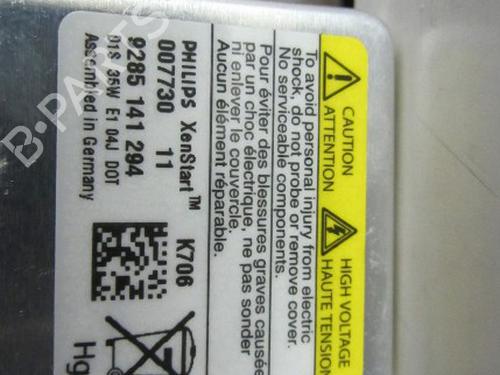 PHILIPS XenStart™
007730 11
9285 141 294 K706
D1S 35W E1 04J DOT
Assembled in Germany
Hg
CAUTION
ATTENTION
HIGH VOLTAGE
HAUTE TENSION
To avoid personal injury from electric
shock, do not probe or remove cover.
No serviceable components.
Pour éviter des blessures graves causée
par un choc électrique, ne pas sonder
ni enlever le couvercle.
Aucun élément réparable.
B-PARTS